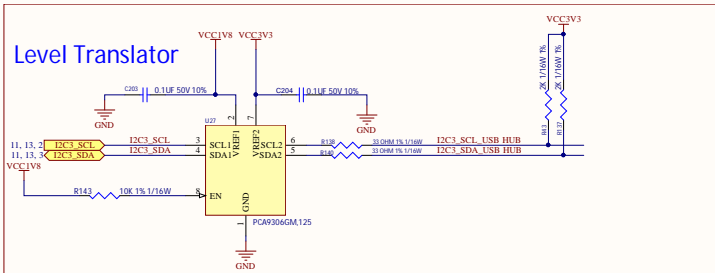 Level Translator
VCC1V8
VCC3V3
VCC3V3
C203
0.1UF 50V 10%
C204
0.1UF 50V 10%
GND
GND
2K 1/16W 1%
2K 1/16W 1%
R137
U27
2
7
VREF1
VREF2
11, 13, 2
I2C3_SCL
I2C3_SCL
3
SCL1
SCL2
6
R138
33 OHM 1% 1/16W
I2C3_SCL_USB HUB
11, 13, 3
I2C3_SDA
I2C3_SDA
4
SDA1
SDA2
5
R140
33 OHM 1% 1/16W
I2C3_SDA_USB HUB
VCC1V8
R143
10K 1% 1/16W
8
EN
GND
1
PCA9306GM,125
GND